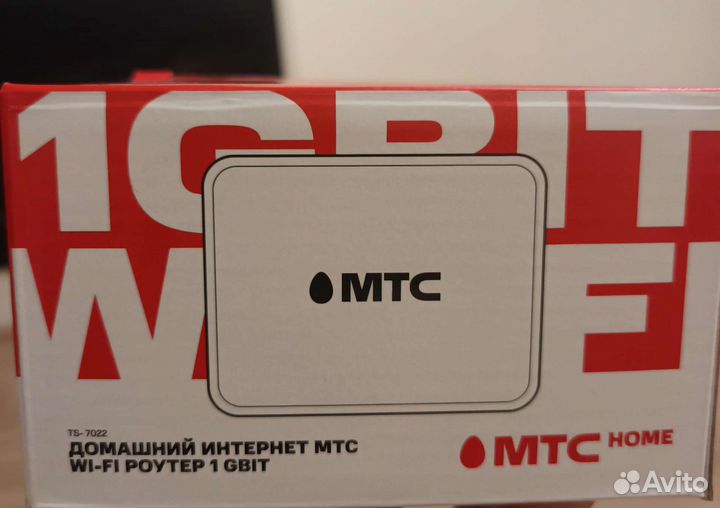 1GBIT
WI-FI
МТС
TS-7022
ДОМАШНИЙ ИНТЕРНЕТ МТС
WI-FI РОУТЕР 1 GBIT
МТС HOME
Avito